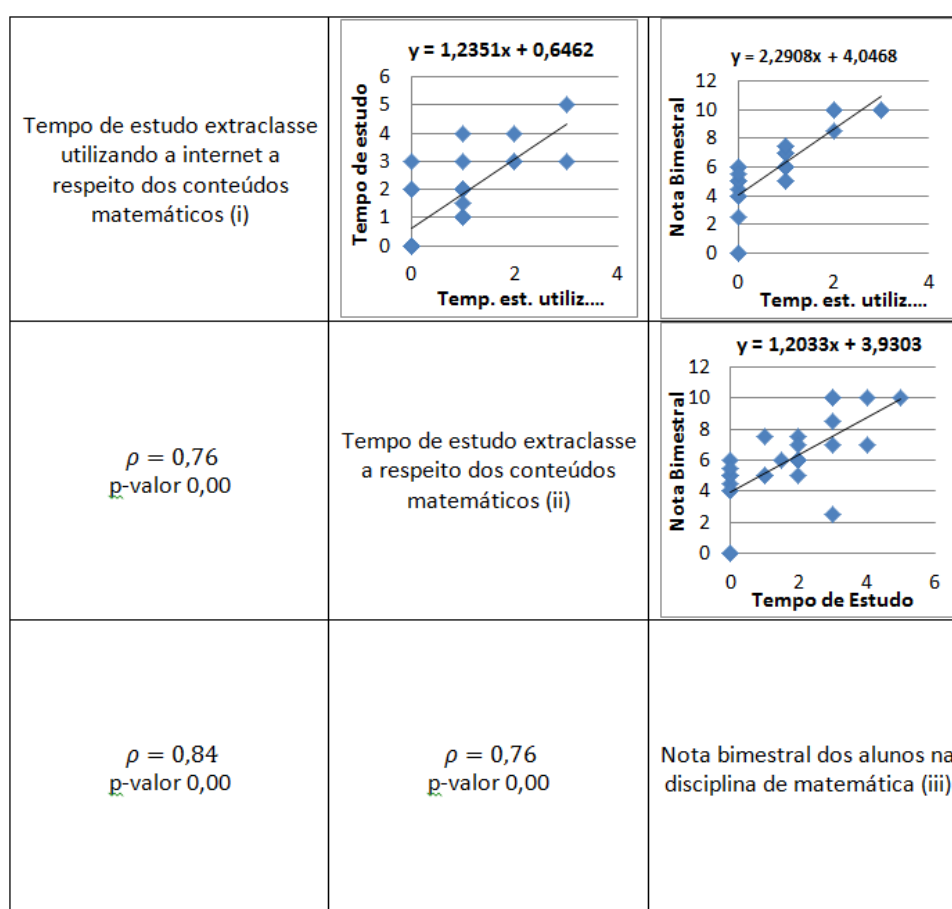 Tempo de estudo extraclasse
utilizando a internet a
respeito dos conteúdos
matemáticos (i)
y = 1,2351x + 0,6462
Tempo de estudo
6
5
4
3
2
1
0
0 2 4
Temp. est. utiliz....
y = 2,2908x + 4,0468
Nota Bimestral
12
10
8
6
4
2
0
0 2 4
Temp. est. utiliz....
ρ = 0,76
p-valor 0,00
Tempo de estudo extraclasse
a respeito dos conteúdos
matemáticos (ii)
y = 1,2033x + 3,9303
Nota Bimestral
12
10
8
6
4
2
0
0 2 4 6
Tempo de Estudo
ρ = 0,84
p-valor 0,00
ρ = 0,76
p-valor 0,00
Nota bimestral dos alunos na
disciplina de matemática (iii)